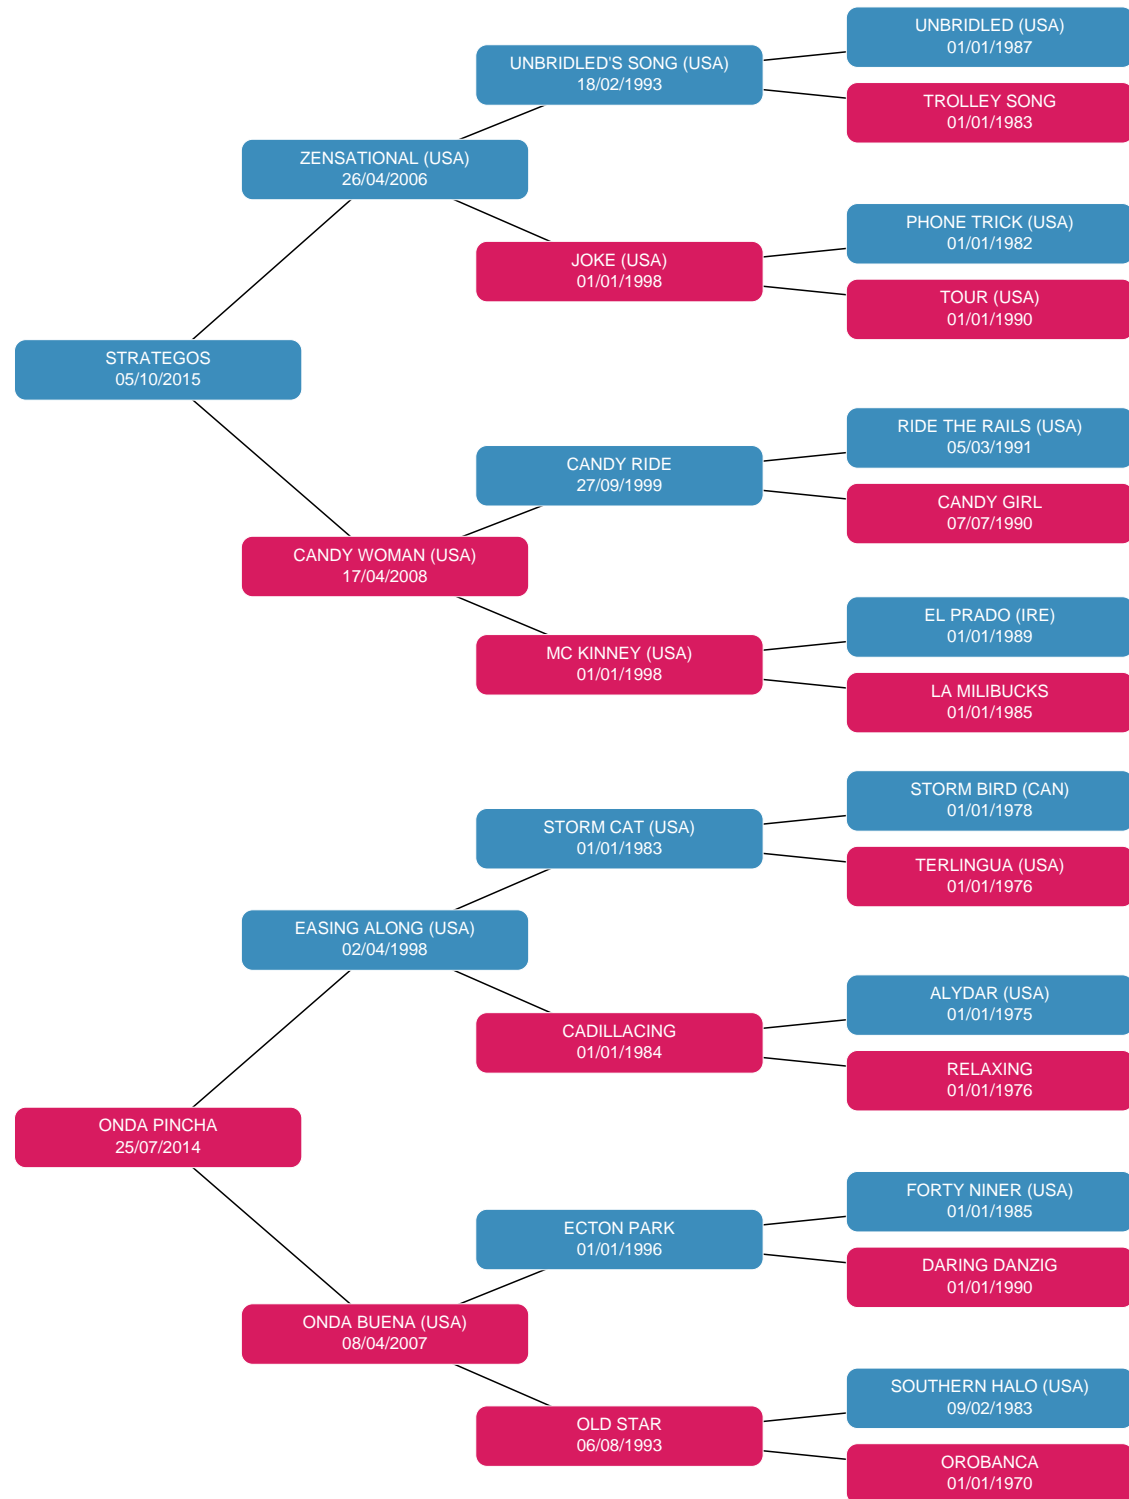 UNBRIDLED (USA)
01/01/1987
UNBRIDLED'S SONG (USA)
18/02/1993
TROLLEY SONG
01/01/1983
ZENSATIONAL (USA)
26/04/2006
PHONE TRICK (USA)
01/01/1982
JOKE (USA)
01/01/1998
TOUR (USA)
01/01/1990
STRATEGOS
05/10/2015
RIDE THE RAILS (USA)
05/03/1991
CANDY RIDE
27/09/1999
CANDY GIRL
07/07/1990
CANDY WOMAN (USA)
17/04/2008
EL PRADO (IRE)
01/01/1989
MC KINNEY (USA)
01/01/1998
LA MILIBUCKS
01/01/1985
STORM BIRD (CAN)
01/01/1978
STORM CAT (USA)
01/01/1983
TERLINGUA (USA)
01/01/1976
EASING ALONG (USA)
02/04/1998
ALYDAR (USA)
01/01/1975
CADILLACING
01/01/1984
RELAXING
01/01/1976
ONDA PINCHA
25/07/2014
FORTY NINER (USA)
01/01/1985
ECTON PARK
01/01/1996
DARING DANZIG
01/01/1990
ONDA BUENA (USA)
08/04/2007
SOUTHERN HALO (USA)
09/02/1983
OLD STAR
06/08/1993
OROBANCA
01/01/1970